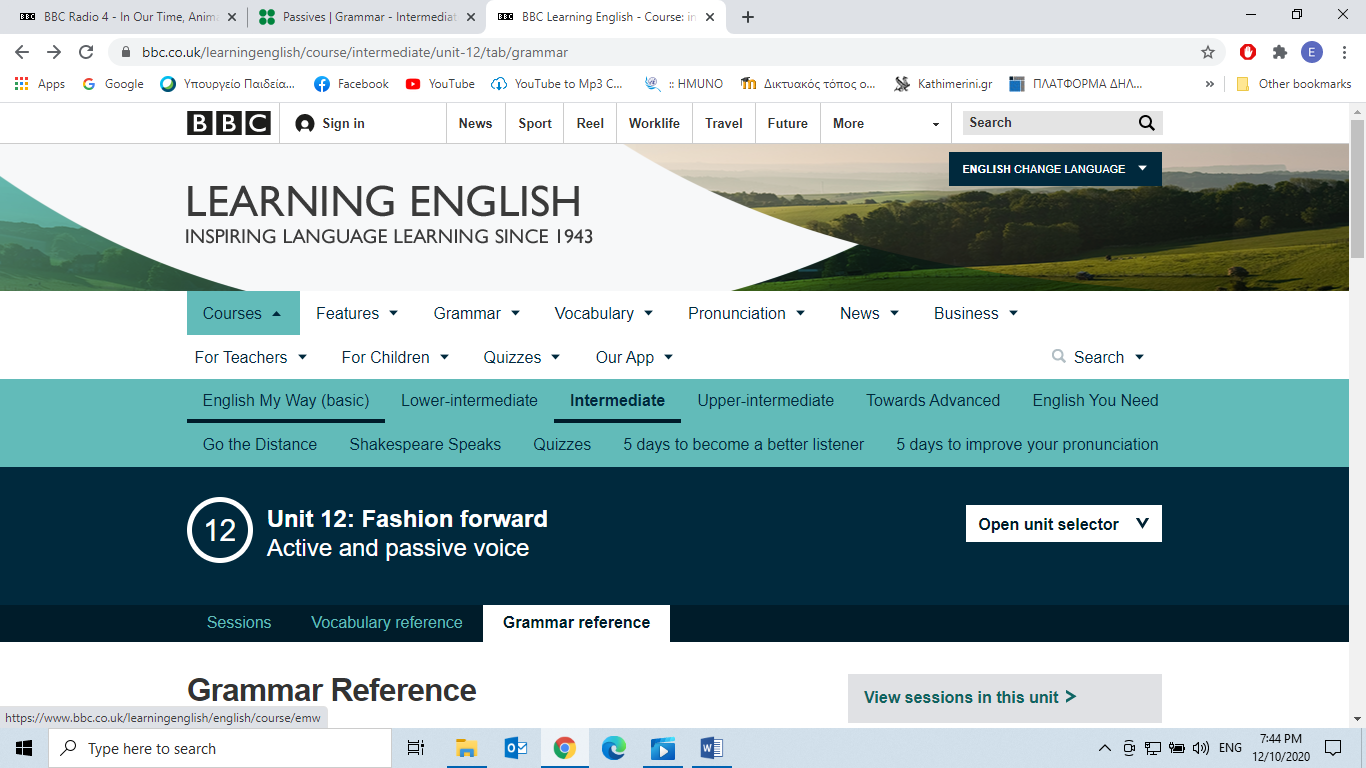 BBC Radio 4 - In Our Time, Anima
Passives | Grammar - Intermediat
BBC Learning English - Course: in
bbc.co.uk/learningenglish/course/intermediate/unit-12/tab/grammar
E
Apps
Google
Υπουργείο Παιδεία...
Facebook
YouTube
YouTube to Mp3 C...
:: HMUNO
Δικτυακός τόπος ο...
Kathimerini.gr
ΠΛΑΤΦΟΡΜΑ ΔΗΛ...
»
Other bookmarks
BBC
Sign in
News
Sport
Reel
Worklife
Travel
Future
More
Search
ENGLISH CHANGE LANGUAGE
LEARNING ENGLISH
INSPIRING LANGUAGE LEARNING SINCE 1943
Courses
Features
Grammar
Vocabulary
Pronunciation
News
Business
For Teachers
For Children
Quizzes
Our App
Search
English My Way (basic)
Lower-intermediate
Intermediate
Upper-intermediate
Towards Advanced
English You Need
Go the Distance
Shakespeare Speaks
Quizzes
5 days to become a better listener
5 days to improve your pronunciation
12
Unit 12: Fashion forward
Active and passive voice
Open unit selector
Sessions
Vocabulary reference
Grammar reference
Grammar Reference
View sessions in this unit >
https://www.bbc.co.uk/learningenglish/english/course/emw
Type here to search
ENG
7:44 PM
12/10/2020